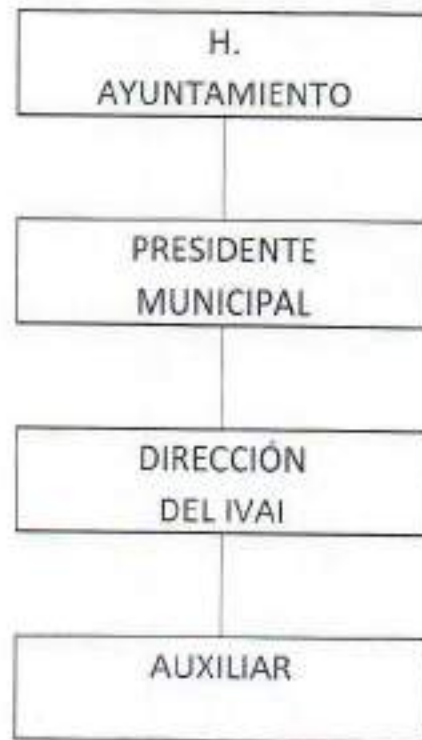 H.
AYUNTAMIENTO
PRESIDENTE
MUNICIPAL
DIRECCIÓN
DEL IVAI
AUXILIAR